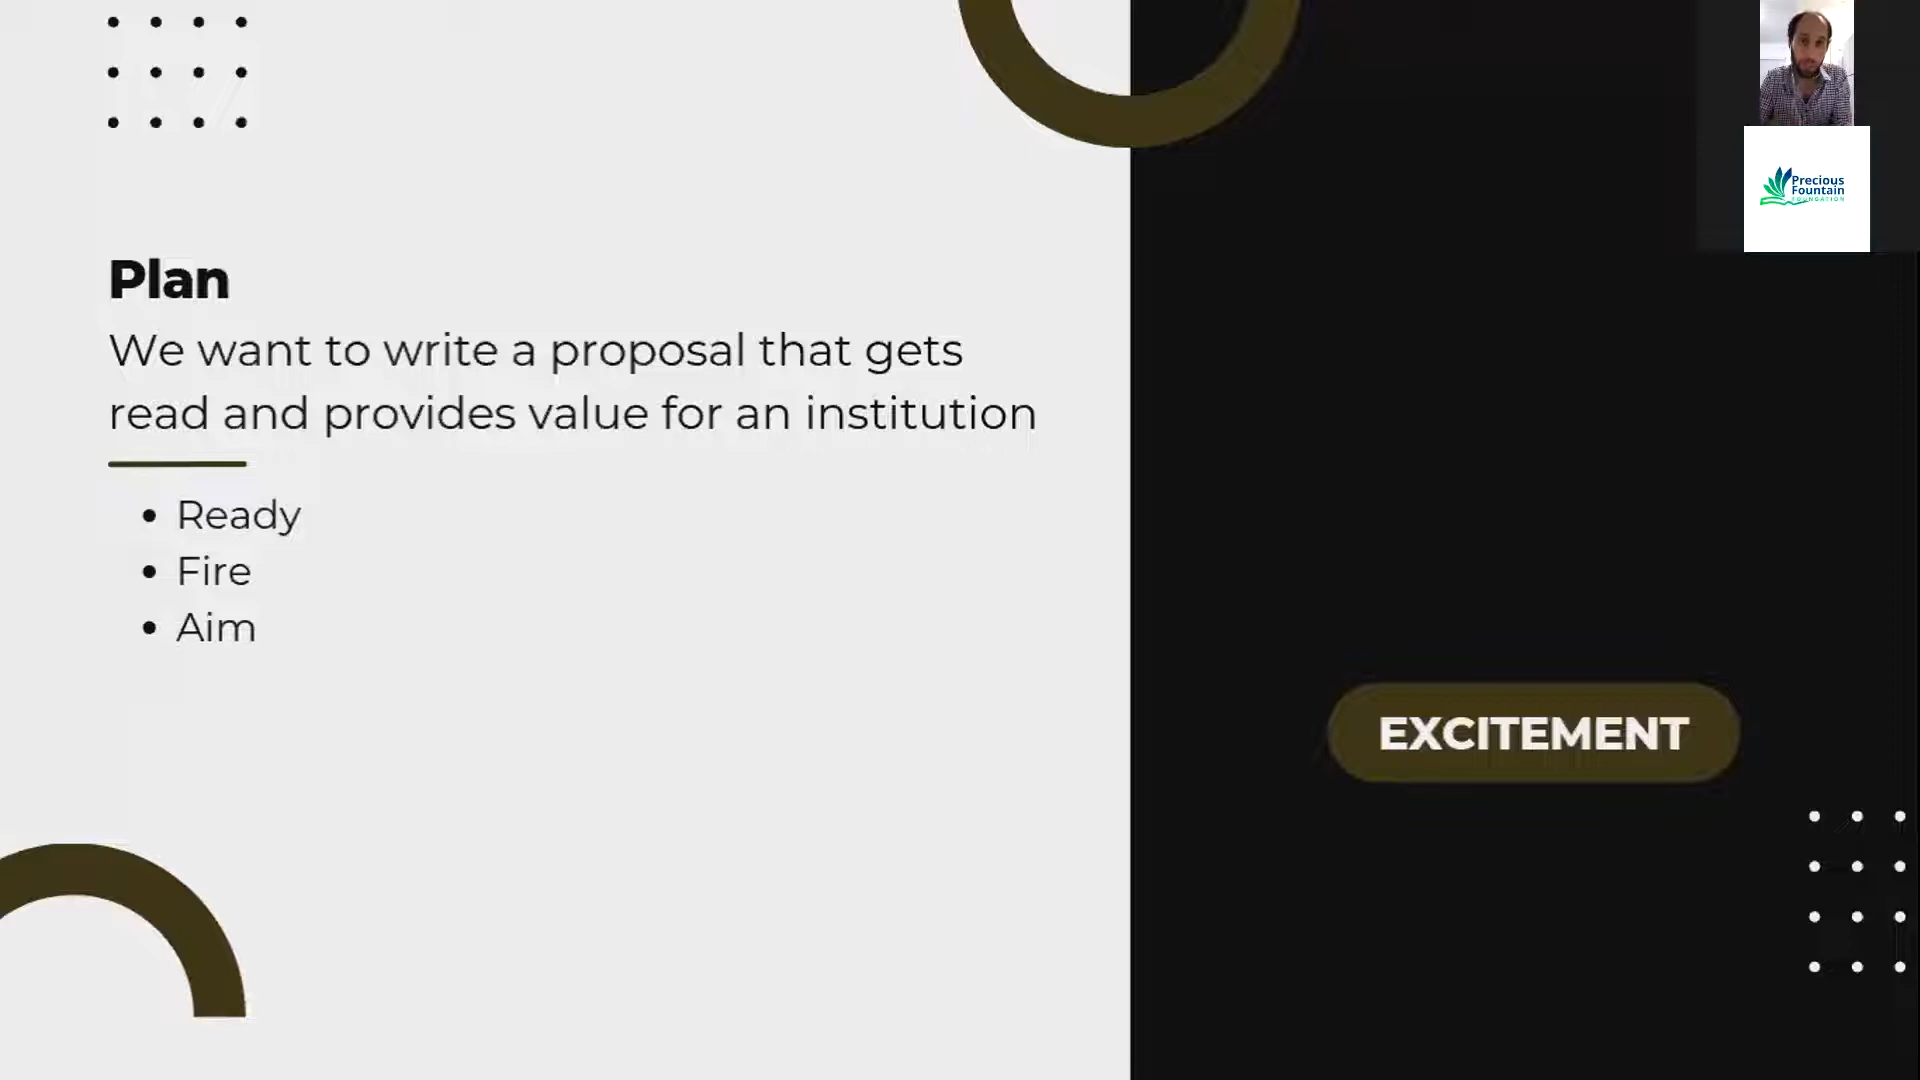 Plan
We want to write a proposal that gets
read and provides value for an institution
Ready
Fire
Aim
EXCITEMENT
Precious
Fountain
FOUNDATION